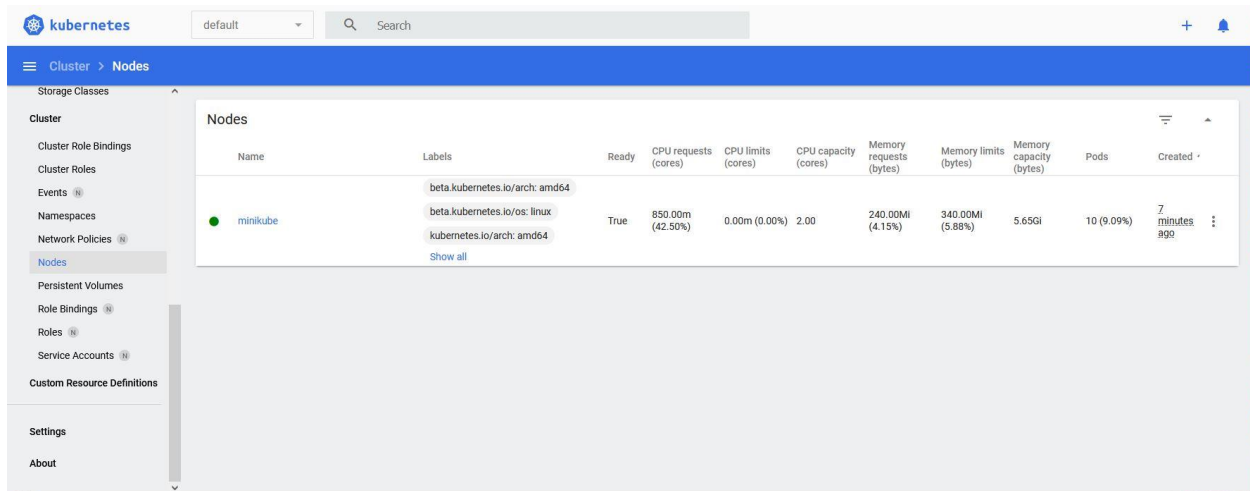 kubernetes
default
Search
+
Cluster > Nodes
Storage Classes
Cluster
Cluster Role Bindings
Cluster Roles
Events N
Namespaces
Network Policies N
Nodes
Persistent Volumes
Role Bindings N
Roles N
Service Accounts N
Custom Resource Definitions
Settings
About
Nodes
Name
Labels
Ready
CPU requests
(cores)
CPU limits
(cores)
CPU capacity
(cores)
Memory
requests
(bytes)
Memory limits
(bytes)
Memory
capacity
(bytes)
Pods
Created
minikube
beta.kubernetes.io/arch: amd64
beta.kubernetes.io/os: linux
kubernetes.io/arch: amd64
Show all
True
850.00m
(42.50%)
0.00m (0.00%)
2.00
240.00Mi
(4.15%)
340.00Mi
(5.88%)
5.65Gi
10 (9.09%)
7
minutes
ago